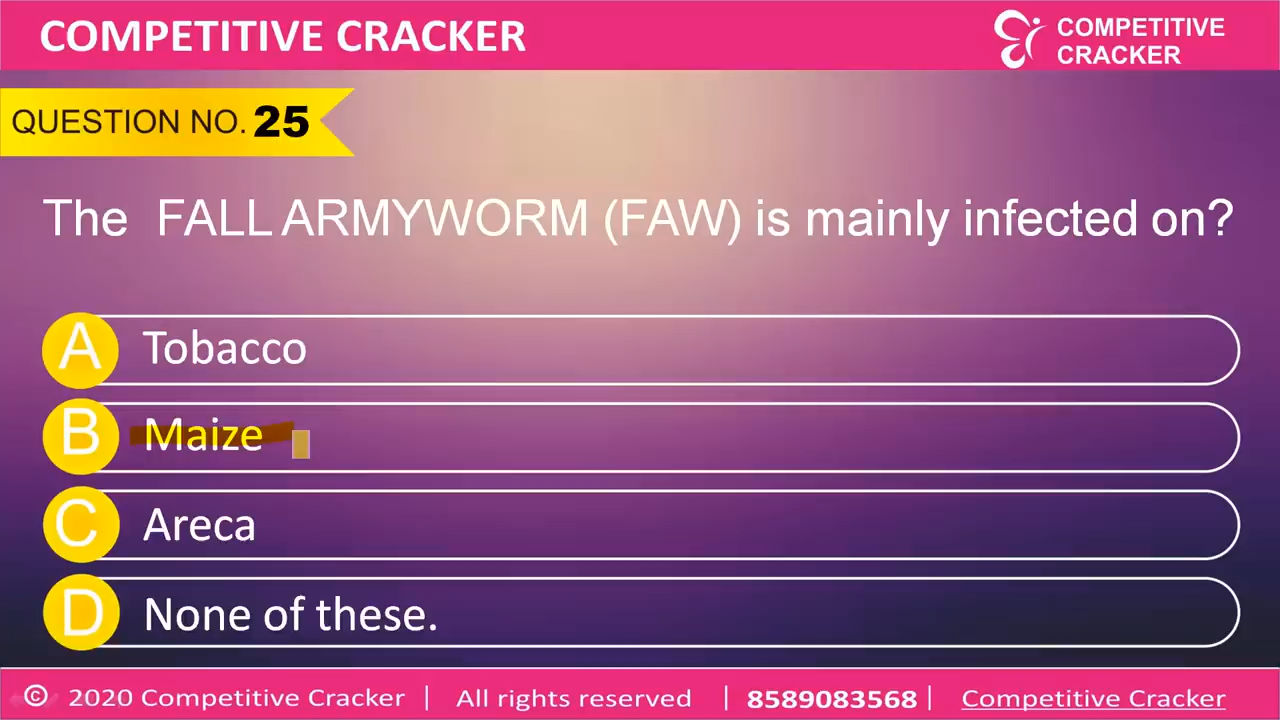 COMPETITIVE CRACKER
COMPETITIVE
CRACKER
QUESTION NO. 25
The FALL ARMYWORM (FAW) is mainly infected on?
A Tobacco
B Maize
C Areca
D None of these.
© 2020 Competitive Cracker | All rights reserved | 8589083568 | Competitive Cracker